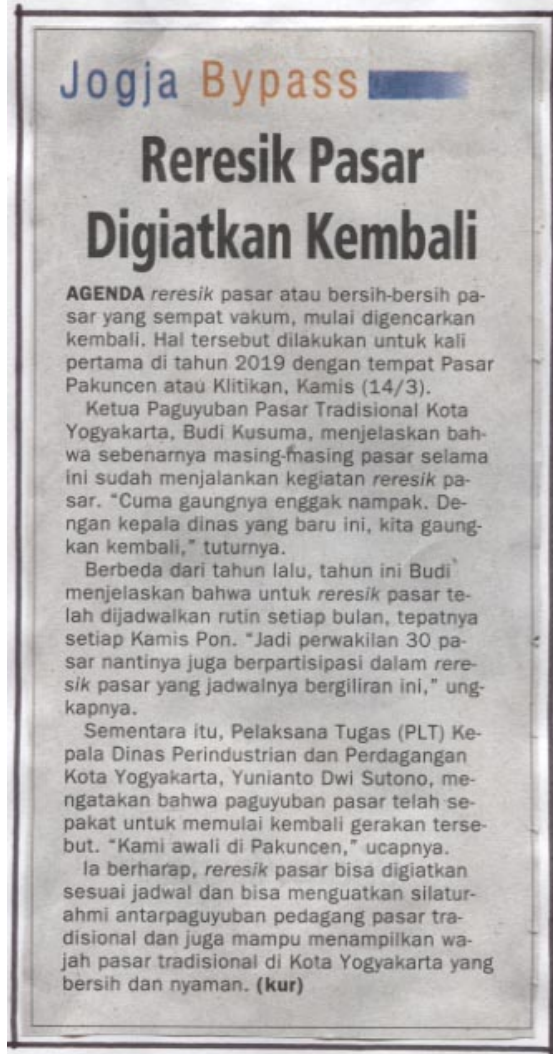 Jogja Bypass
Reresik Pasar
Digiatkan Kembali
AGENDA reresik pasar atau bersih-bersih pa-
sar yang sempat vakum, mulai digencarkan
kembali. Hal tersebut dilakukan untuk kali
pertama di tahun 2019 dengan tempat Pasar
Pakuncen atau Klitikan, Kamis (14/3).
Ketua Paguyuban Pasar Tradisional Kota
Yogyakarta, Budi Kusuma, menjelaskan bah-
wa sebenarnya masing-masing pasar selama
ini sudah menjalankan kegiatan reresik pa-
sar. “Cuma gaungnya enggak nampak. De-
ngan kepala dinas yang baru ini, kita gaung-
kan kembali,” tuturnya.
Berbeda dari tahun lalu, tahun ini Budi
menjelaskan bahwa untuk reresik pasar te-
lah dijadwalkan rutin setiap bulan, tepatnya
setiap Kamis Pon. “Jadi perwakilan 30 pa-
sar nantinya juga berpartisipasi dalam rere-
sik pasar yang jadwalnya bergiliran ini,” ung-
kapnya.
Sementara itu, Pelaksana Tugas (PLT) Ke-
pala Dinas Perindustrian dan Perdagangan
Kota Yogyakarta, Yunianto Dwi Sutono, me-
ngatakan bahwa paguyuban pasar telah se-
pakat untuk memulai kembali gerakan terse-
but. “Kami awali di Pakuncen,” ucapnya.
Ia berharap, reresik pasar bisa digiatkan
sesuai jadwal dan bisa menguatkan silatur-
ahmi antarpaguyuban pedagang pasar tra-
disional dan juga mampu menampilkan wa-
jah pasar tradisional di Kota Yogyakarta yang
bersih dan nyaman. (kur)